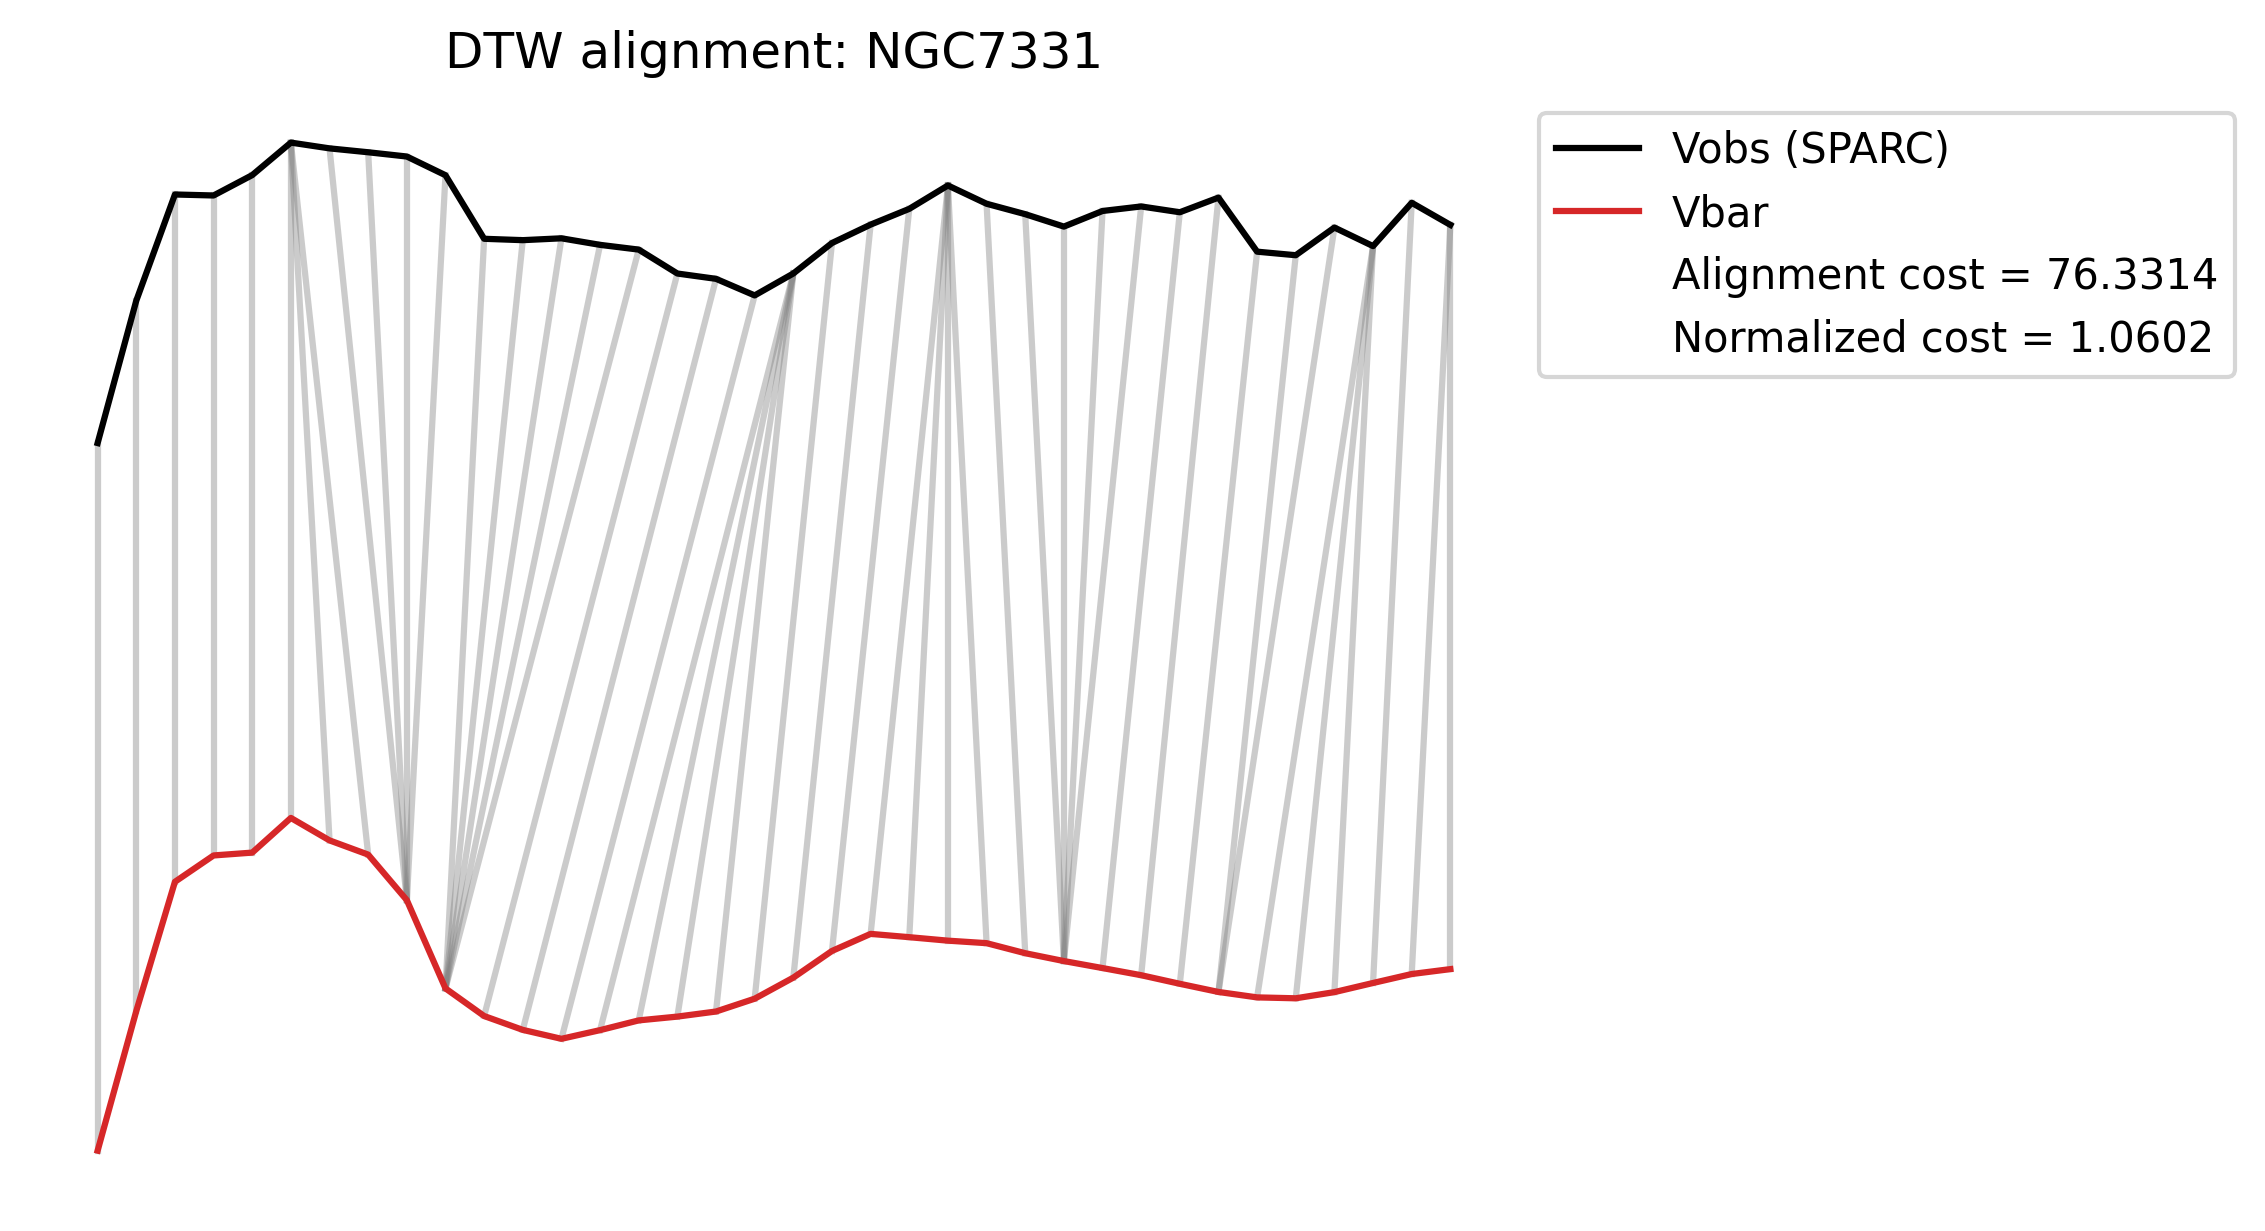 DTW alignment: NGC7331
Vobs (SPARC)
Vbar
Alignment cost = 76.3314
Normalized cost = 1.0602